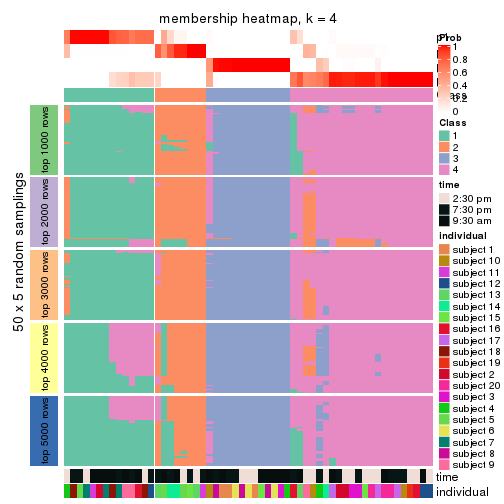 membership heatmap, k = 4
50 x 5 random samplings
top 1000 rows
top 2000 rows
top 3000 rows
top 4000 rows
top 5000 rows
Prob
1
0.8
0.6
0.4
0.2
0
Class
1
2
3
4
time
2:30 pm
7:30 pm
9:30 am
individual
subject 1
subject 10
subject 11
subject 12
subject 13
subject 14
subject 15
subject 16
subject 17
subject 18
subject 19
subject 2
subject 20
subject 3
subject 4
subject 5
subject 6
subject 7
subject 8
subject 9
time
individual